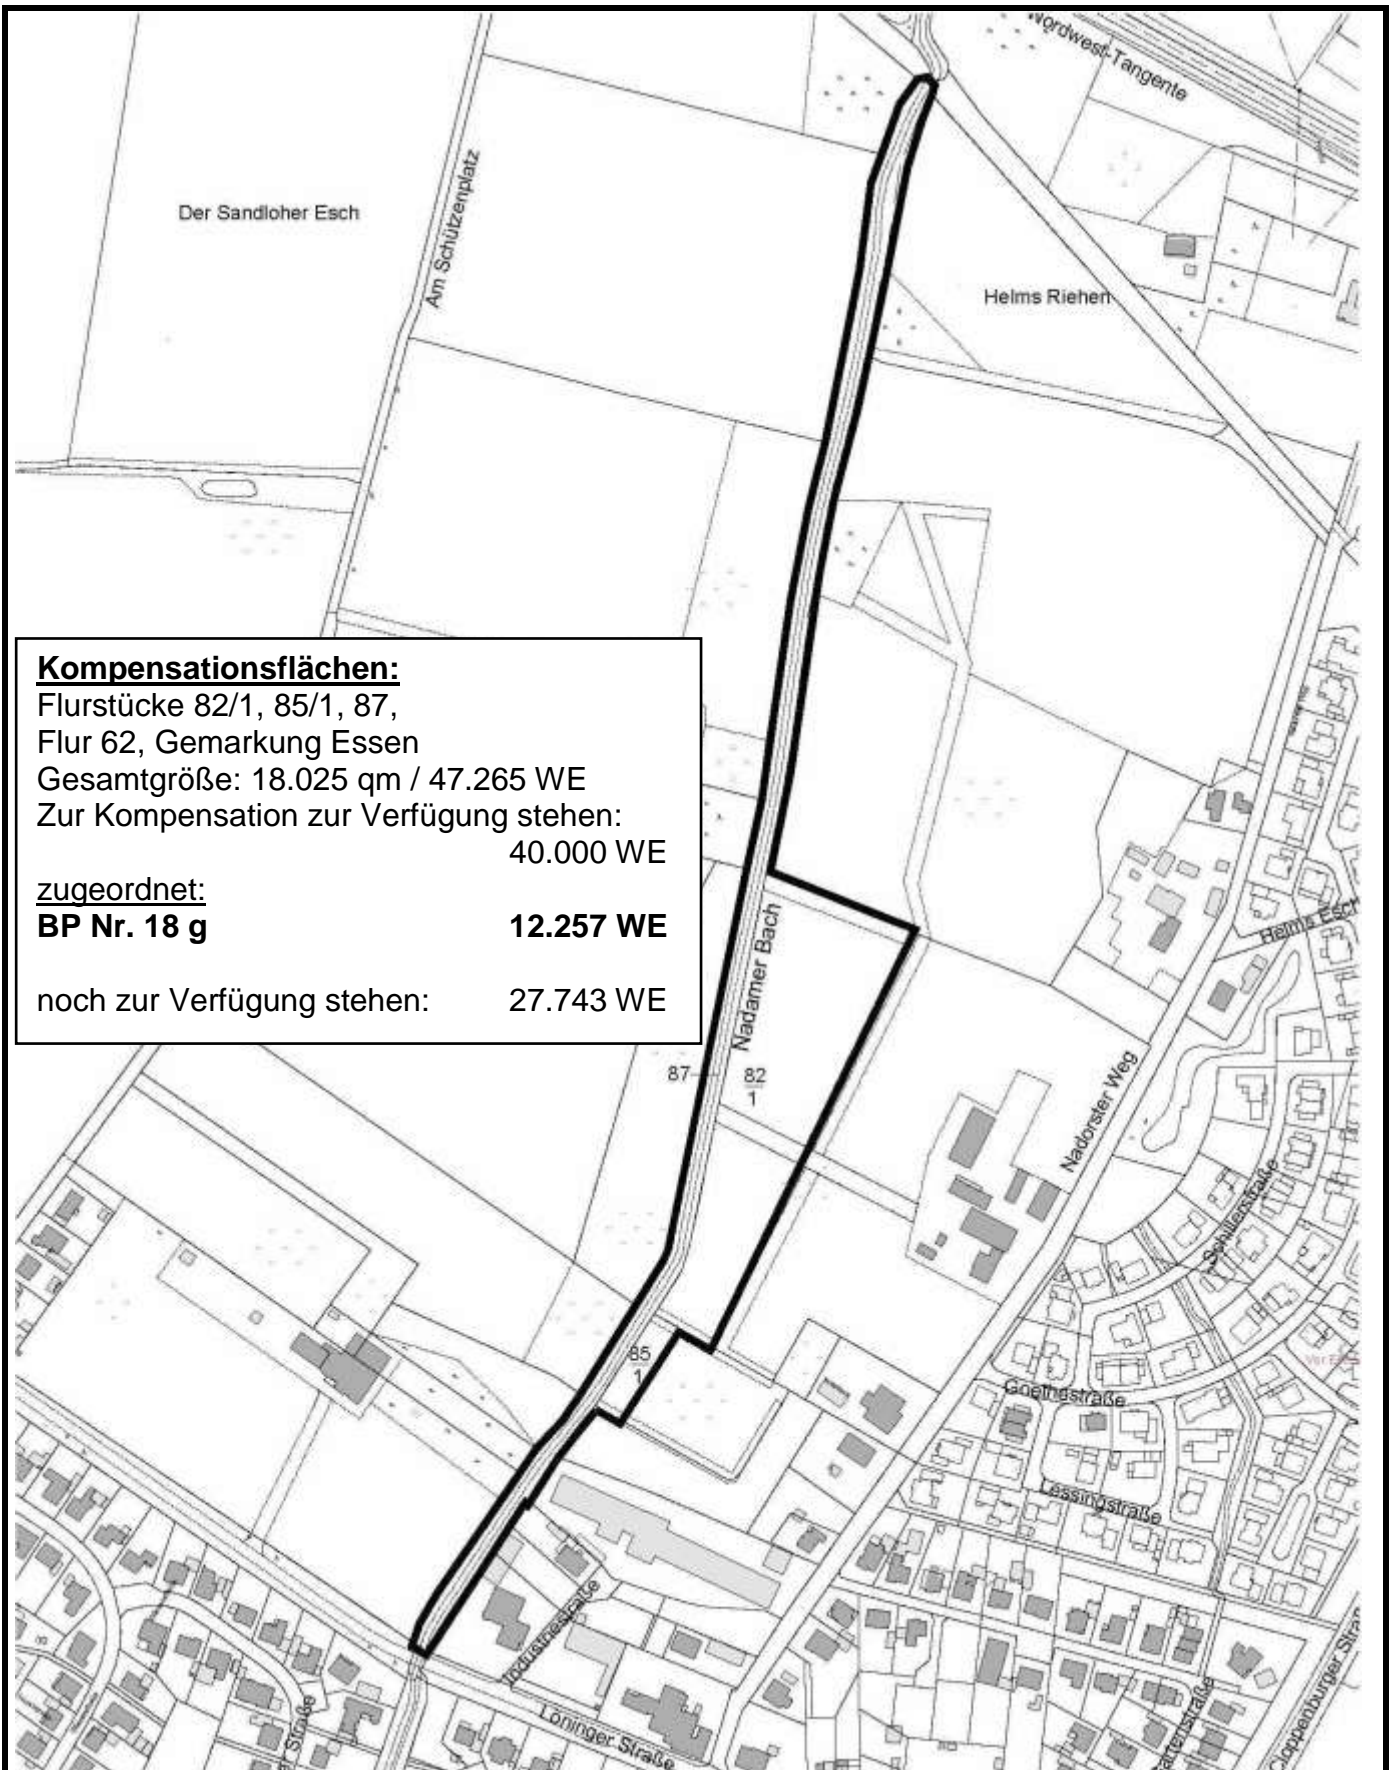 Nordwest-Tangente
Der Sandloher Esch
Am Schützenplatz
Helms Riehen
Kompensationsflächen:
Flurstücke 82/1, 85/1, 87,
Flur 62, Gemarkung Essen
Gesamtgröße: 18.025 qm / 47.265 WE
Zur Kompensation zur Verfügung stehen:
40.000 WE
zugeordnet:
BP Nr. 18 g 12.257 WE
noch zur Verfügung stehen: 27.743 WE
Helms Esch
Nadamer Bach
87
82
1
Nadorster Weg
Schillerstraße
85
1
Goethestraße
Lessingstraße
Industriestraße
Löninger Straße
Straße
Cloppenburger Straß